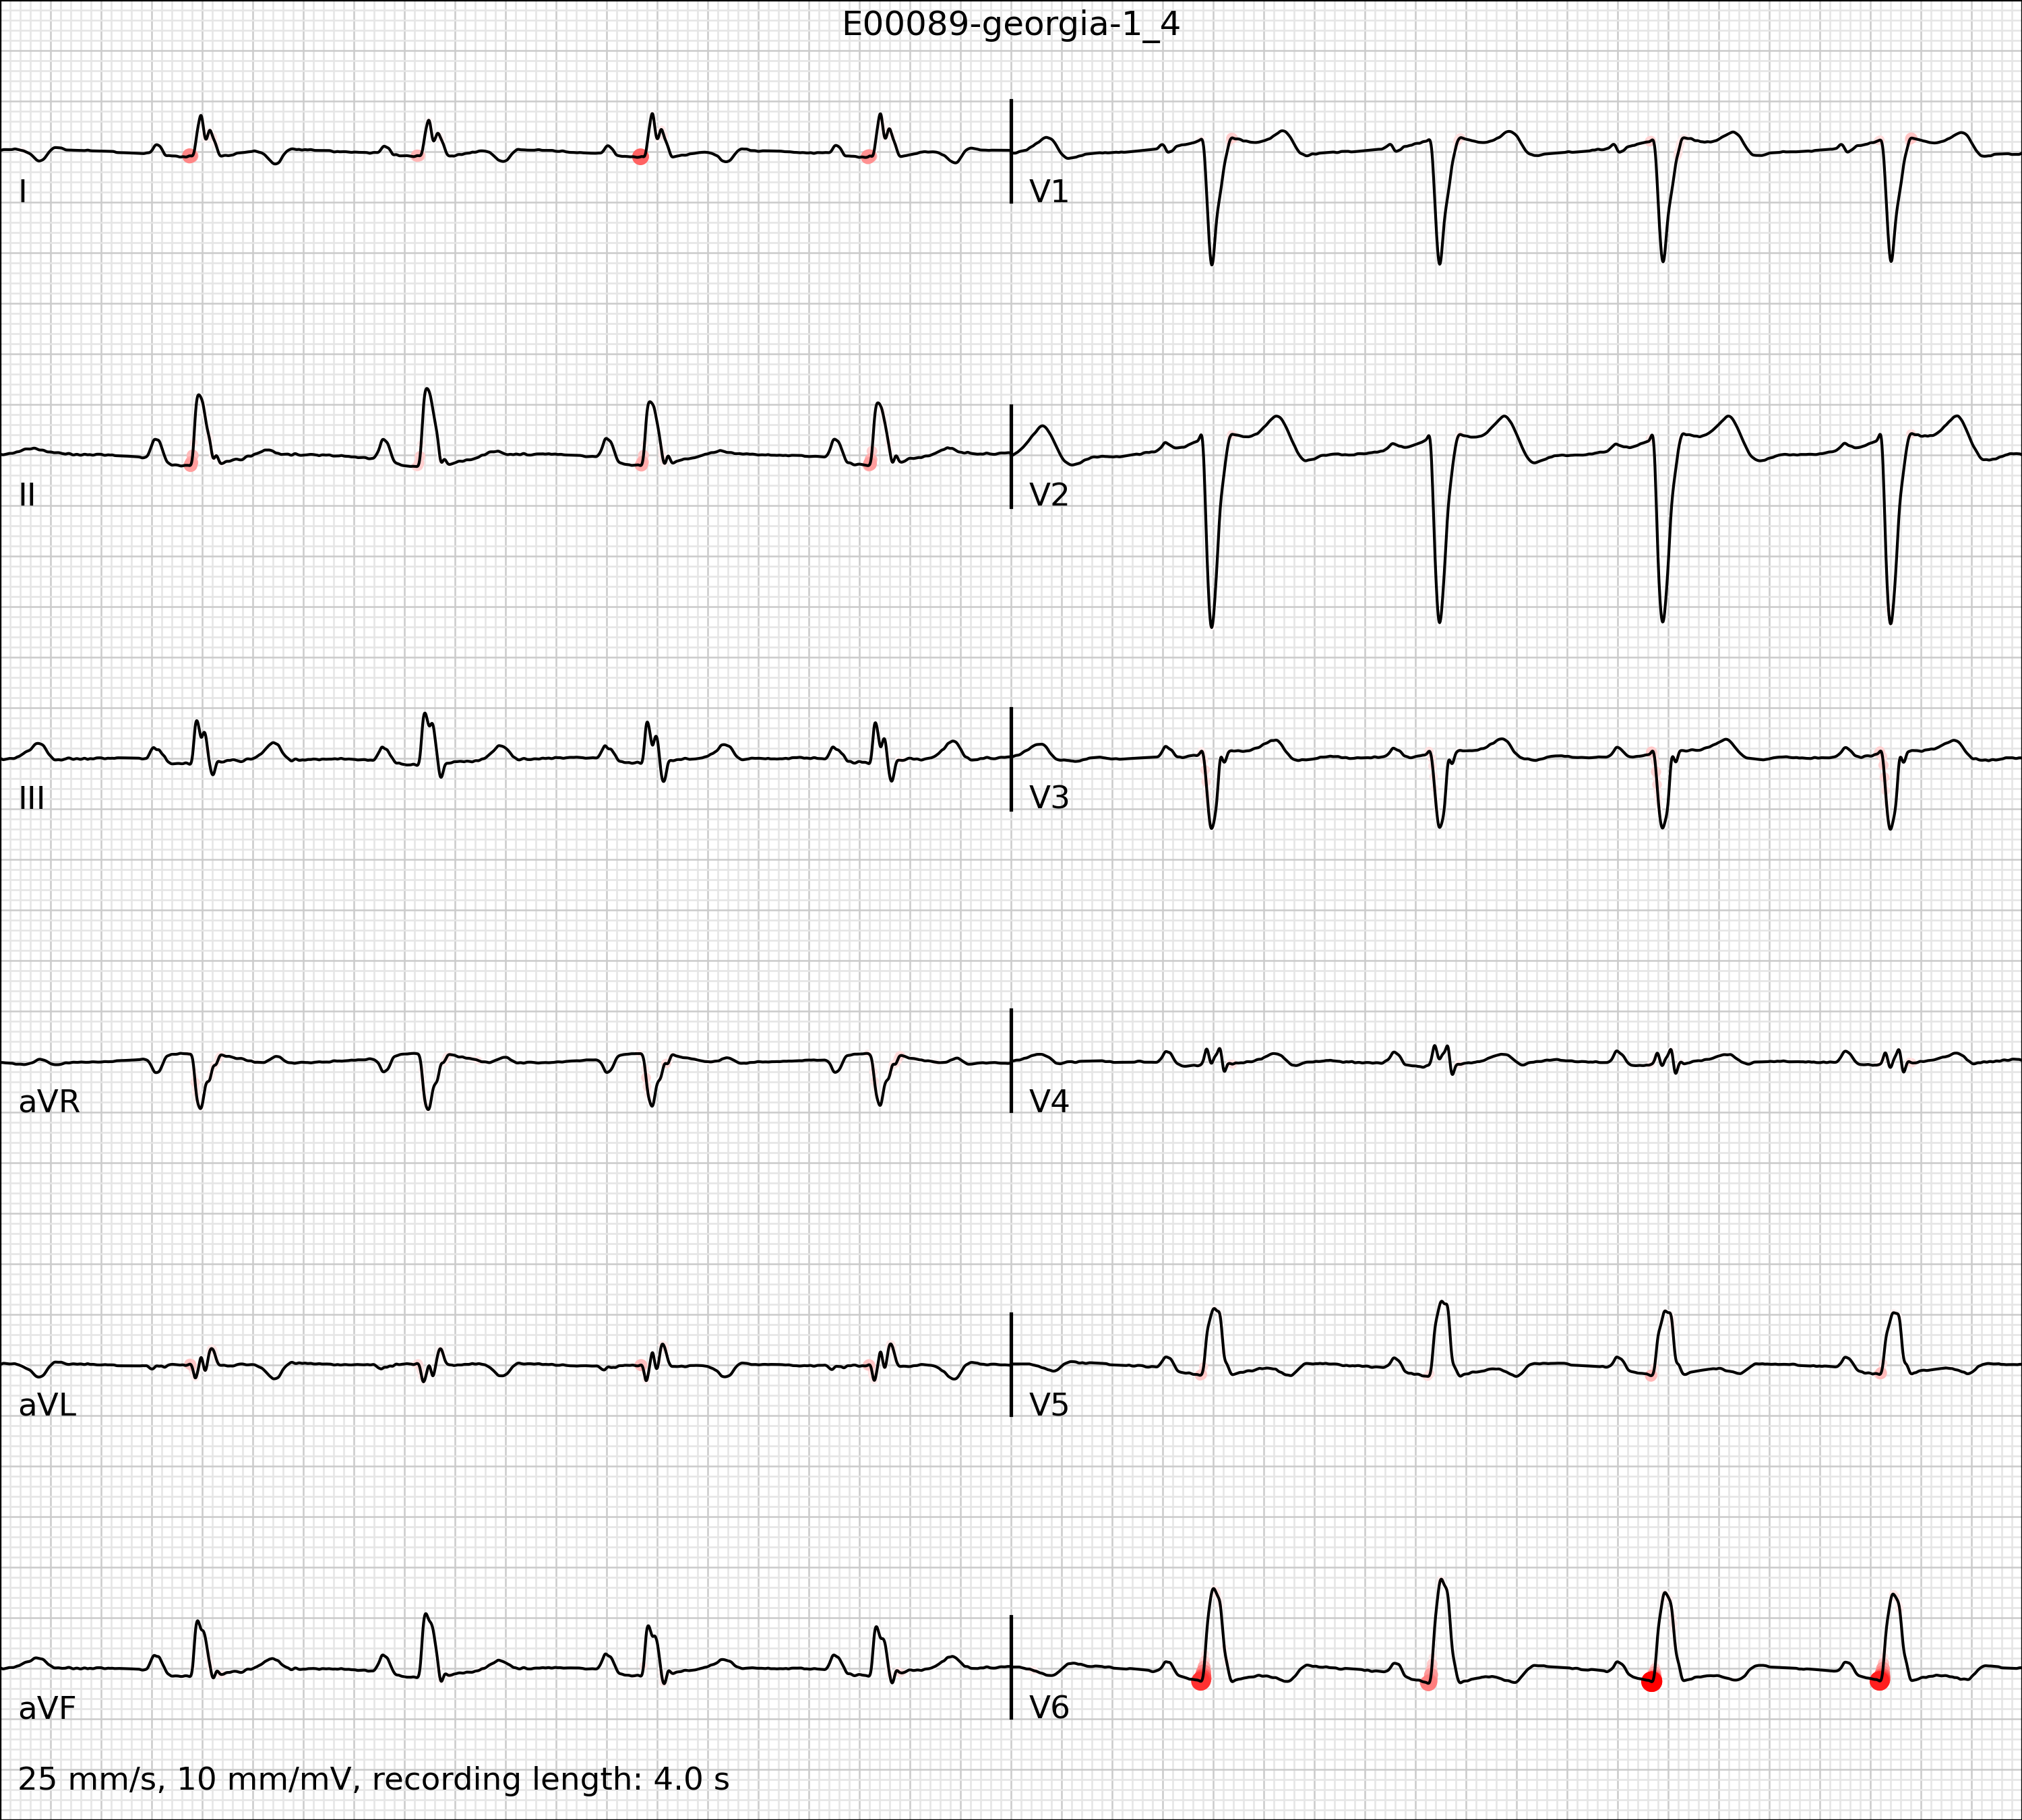 E00089-georgia-1_4
I
V1
II
V2
III
V3
aVR
V4
aVL
V5
aVF
V6
25 mm/s, 10 mm/mV, recording length: 4.0 s